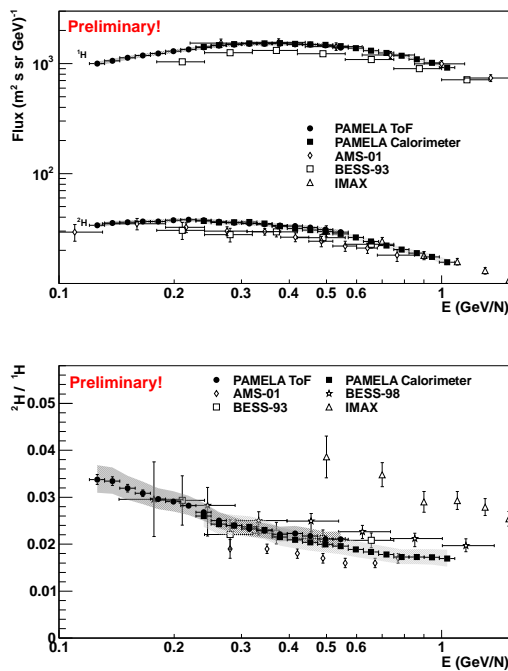 Preliminary!
Flux (m² s sr GeV)⁻¹
10³
10²
¹H
²H
PAMELA ToF
PAMELA Calorimeter
AMS-01
BESS-93
IMAX
0.1 0.2 0.3 0.4 0.5 0.6 1
E (GeV/N)
Preliminary!
²H / ¹H
PAMELA ToF PAMELA Calorimeter
AMS-01 BESS-98
BESS-93 IMAX
0.05
0.04
0.03
0.02
0.01
0
0.1 0.2 0.3 0.4 0.5 0.6 1
E (GeV/N)